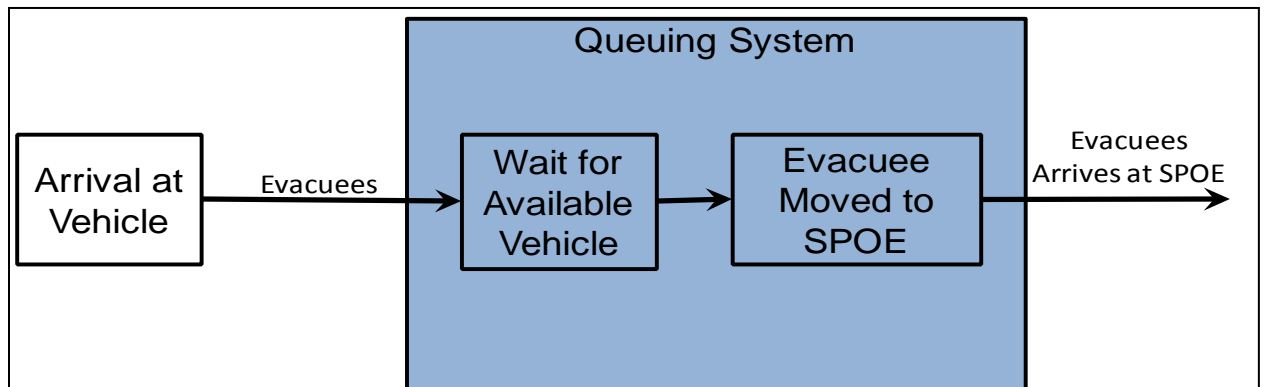 Queuing System
Arrival at
Vehicle
Evacuees
Wait for
Available
Vehicle
Evacuee
Moved to
SPOE
Evacuees
Arrives at SPOE